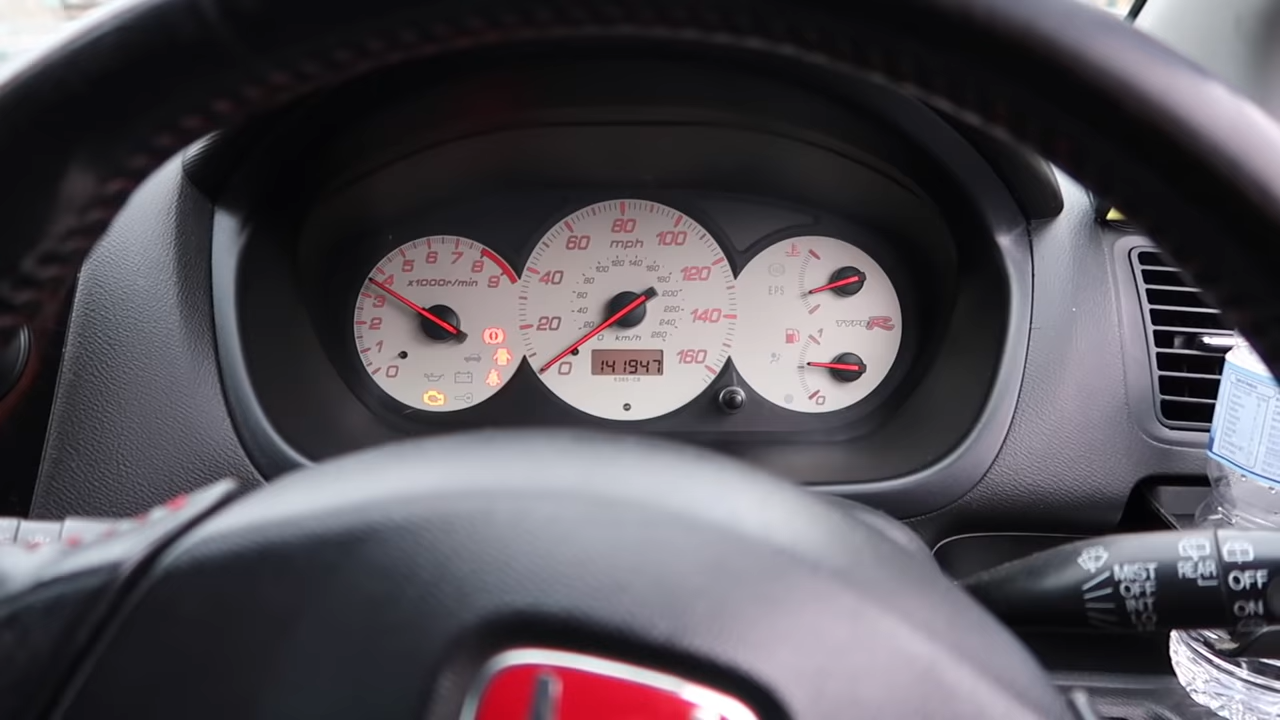 0 1 2 3 4 5 6 7 8 9
x1000r/min
0 20 40 60 80 100 120 140 160
mph
0 20 40 60 80 100 120 140 160 180 200 220 240 260
km/h
141947
EPS
TYPE R
1
0
MIST
OFF
INT
REAR
OFF
ON